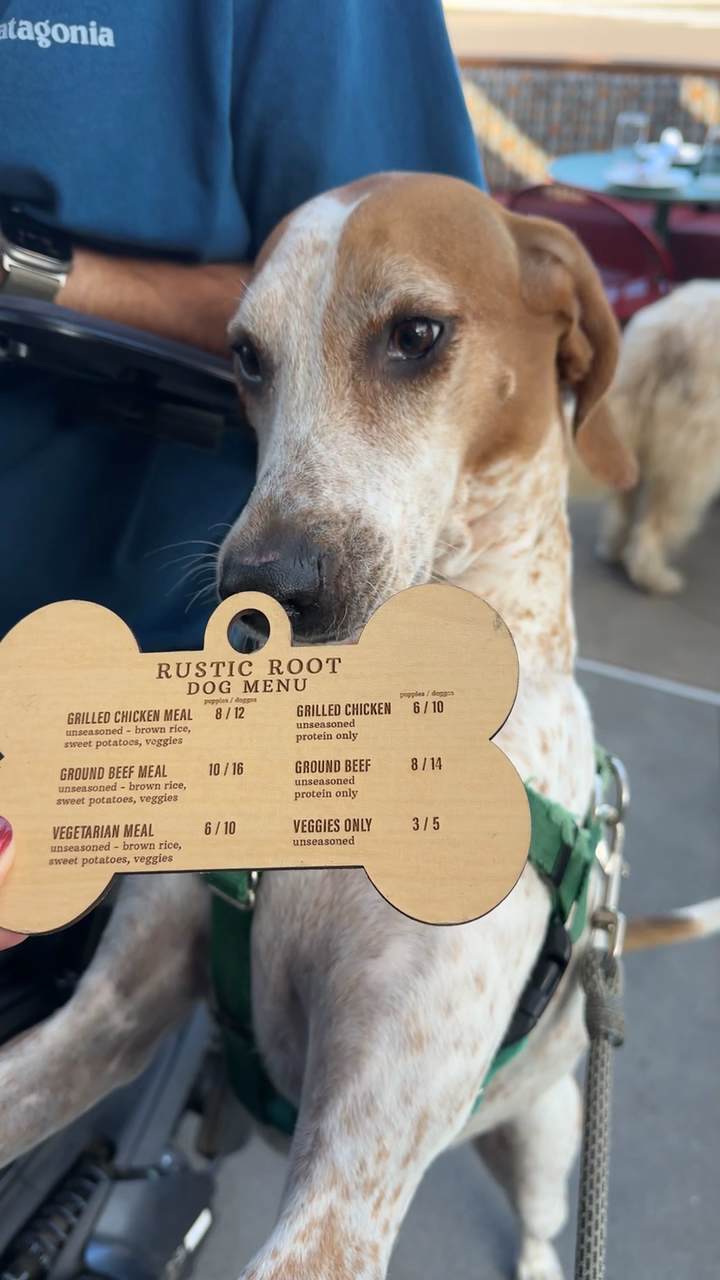 atagonia
RUSTIC ROOT
DOG MENU
puppies / doggos
GRILLED CHICKEN MEAL 8 / 12
unseasoned - brown rice,
sweet potatoes, veggies
GROUND BEEF MEAL 10 / 16
unseasoned - brown rice,
sweet potatoes, veggies
VEGETARIAN MEAL 6 / 10
unseasoned - brown rice,
sweet potatoes, veggies
puppies / doggos
GRILLED CHICKEN 6 / 10
unseasoned
protein only
GROUND BEEF 8 / 14
unseasoned
protein only
VEGGIES ONLY 3 / 5
unseasoned